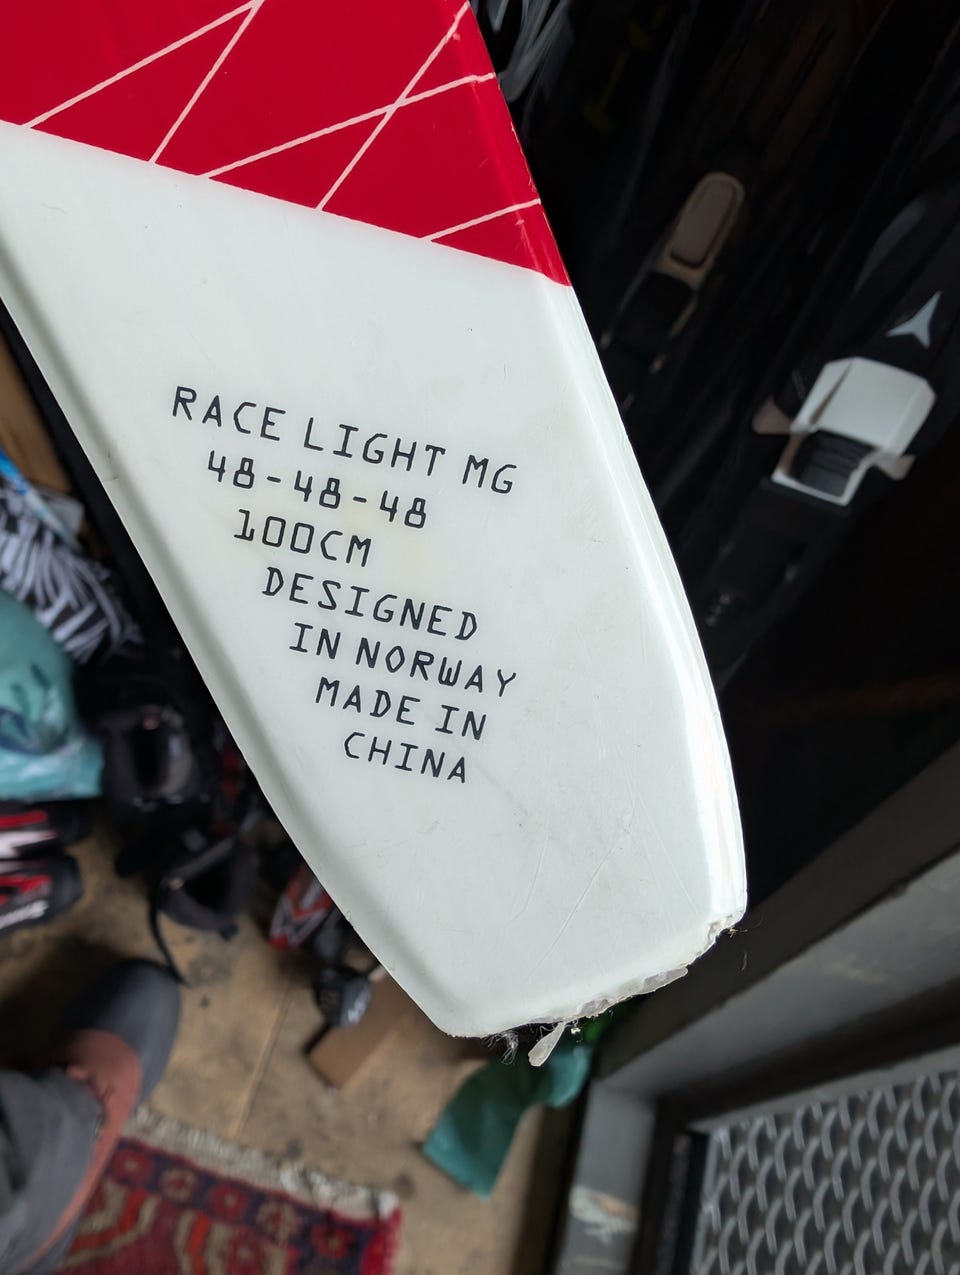 RACE LIGHT MG
48-48-48
100CM
DESIGNED
IN NORWAY
MADE IN
CHINA